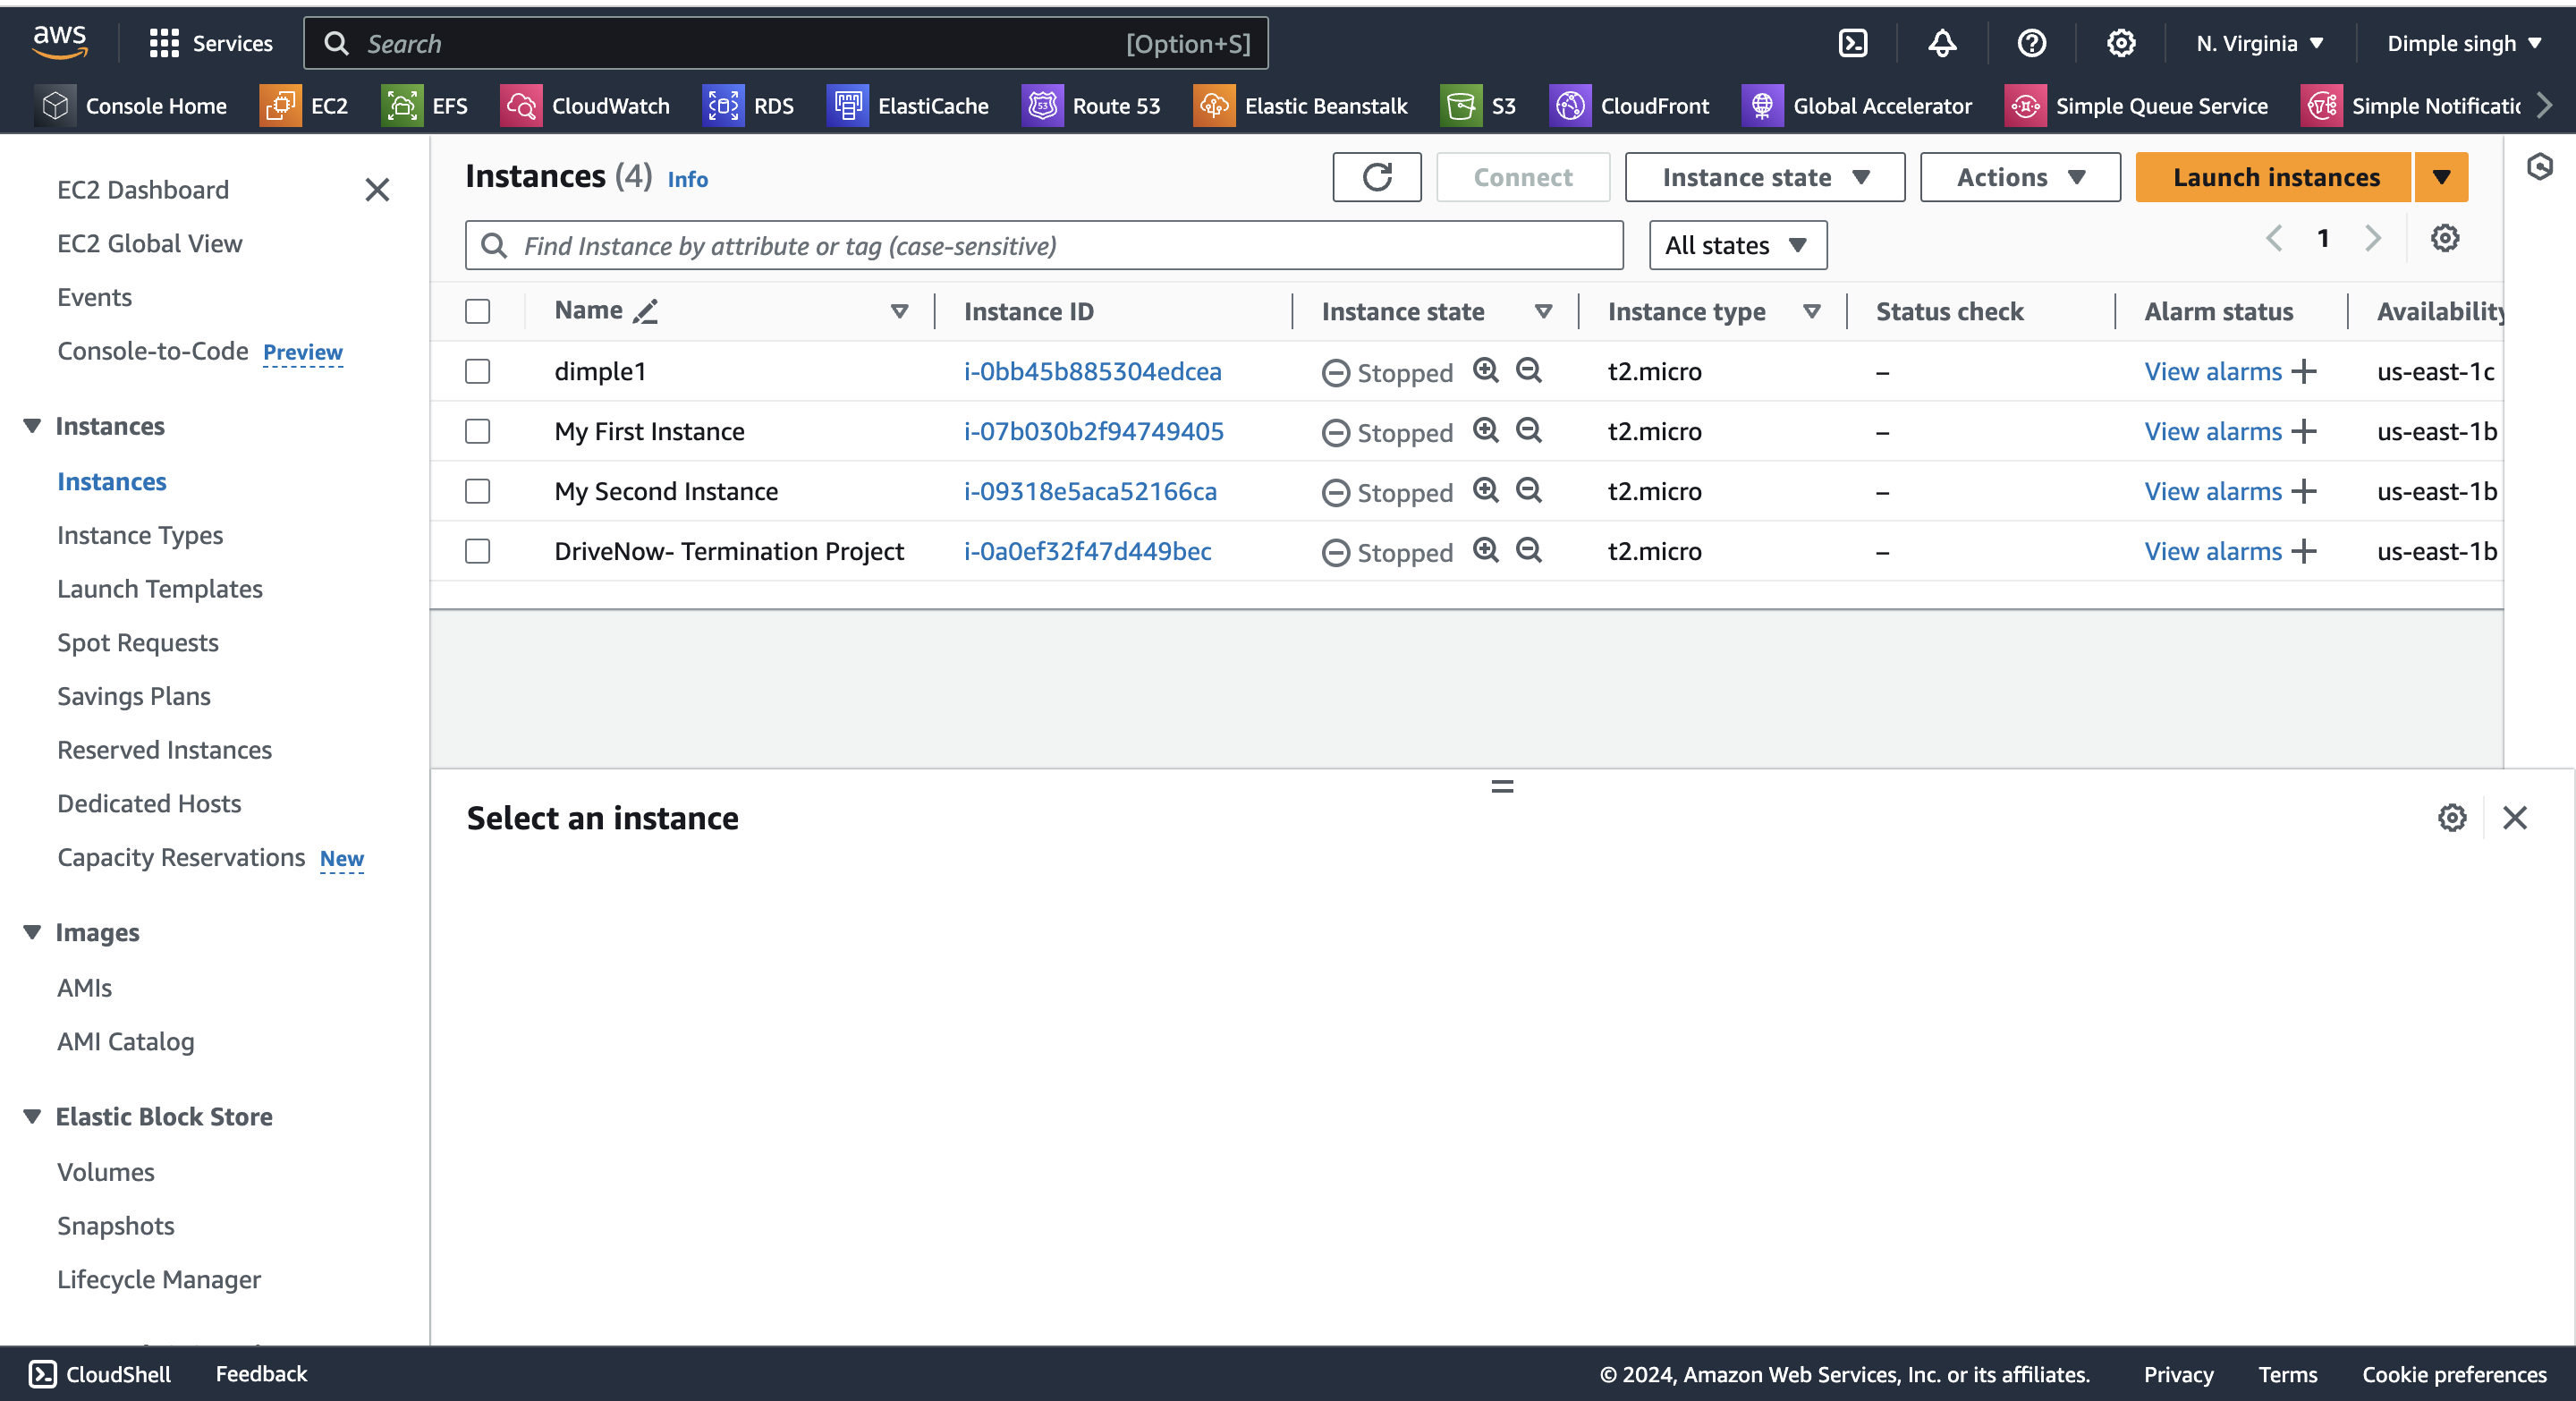 aws
Services
Search [Option+S]
N. Virginia
Dimple singh
Console Home
EC2
EFS
CloudWatch
RDS
ElastiCache
Route 53
Elastic Beanstalk
S3
CloudFront
Global Accelerator
Simple Queue Service
Simple Notificatic
EC2 Dashboard
EC2 Global View
Events
Console-to-Code Preview
Instances
Instances
Instance Types
Launch Templates
Spot Requests
Savings Plans
Reserved Instances
Dedicated Hosts
Capacity Reservations New
Images
AMIs
AMI Catalog
Elastic Block Store
Volumes
Snapshots
Lifecycle Manager
Instances (4) Info
Connect
Instance state
Actions
Launch instances
Find Instance by attribute or tag (case-sensitive)
All states
1
Name Instance ID Instance state Instance type Status check Alarm status Availability
dimple1 i-0bb45b885304edcea Stopped t2.micro – View alarms + us-east-1c
My First Instance i-07b030b2f94749405 Stopped t2.micro – View alarms + us-east-1b
My Second Instance i-09318e5aca52166ca Stopped t2.micro – View alarms + us-east-1b
DriveNow- Termination Project i-0a0ef32f47d449bec Stopped t2.micro – View alarms + us-east-1b
Select an instance
CloudShell
Feedback
© 2024, Amazon Web Services, Inc. or its affiliates.
Privacy
Terms
Cookie preferences